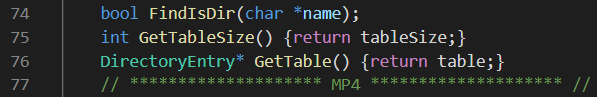 74 bool FindIsDir(char *name);
75 int GetTableSize() {return tableSize;}
76 DirectoryEntry* GetTable() {return table;}
77 // ******************** MP4 ******************** //